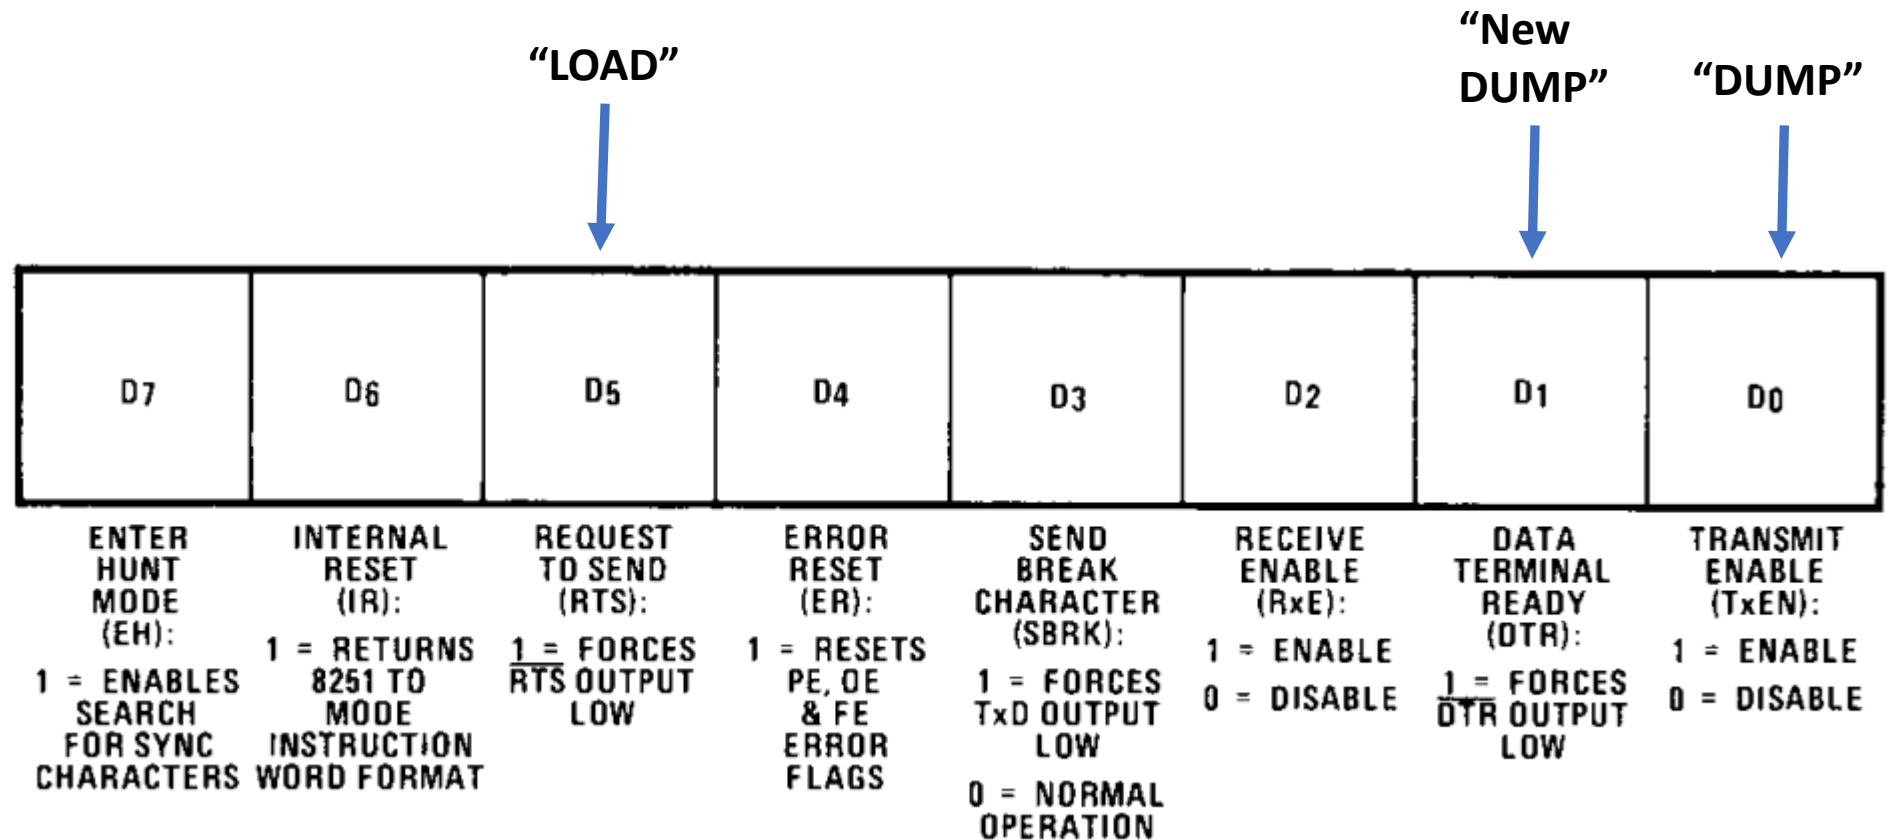 “LOAD”
“New
DUMP”
“DUMP”
D7
D6
D5
D4
D3
D2
D1
D0
ENTER
HUNT
MODE
(EH):
1 = ENABLES
SEARCH
FOR SYNC
CHARACTERS
INTERNAL
RESET
(IR):
1 = RETURNS
8251 TO
MODE
INSTRUCTION
WORD FORMAT
REQUEST
TO SEND
(RTS):
1 = FORCES
RTS OUTPUT
LOW
ERROR
RESET
(ER):
1 = RESETS
PE, OE
& FE
ERROR
FLAGS
SEND
BREAK
CHARACTER
(SBRK):
1 = FORCES
TxD OUTPUT
LOW
0 = NORMAL
OPERATION
RECEIVE
ENABLE
(RxE):
1 = ENABLE
0 = DISABLE
DATA
TERMINAL
READY
(DTR):
1 = FORCES
DTR OUTPUT
LOW
TRANSMIT
ENABLE
(TxEN):
1 = ENABLE
0 = DISABLE